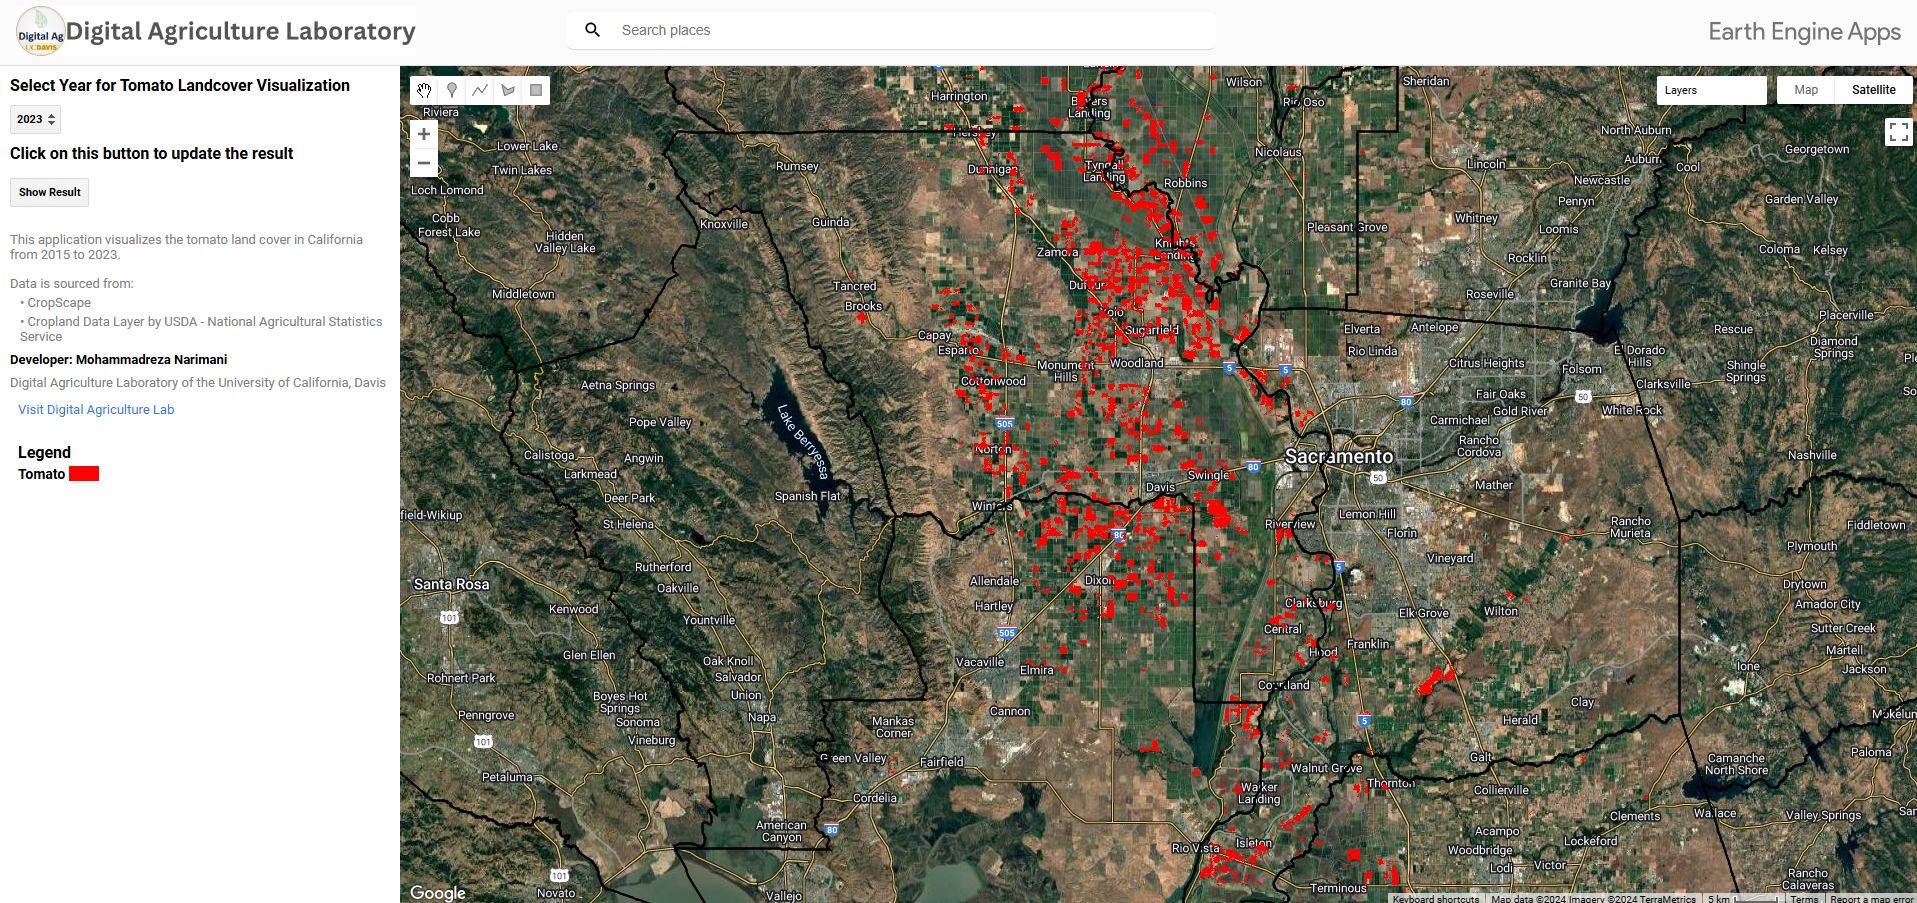 Digital Ag
UC DAVIS
Digital Agriculture Laboratory
Search places
Earth Engine Apps
Select Year for Tomato Landcover Visualization
2023
Click on this button to update the result
Show Result
This application visualizes the tomato land cover in California
from 2015 to 2023.
Data is sourced from:
• CropScape
• Cropland Data Layer by USDA - National Agricultural Statistics
Service
Developer: Mohammadreza Narimani
Digital Agriculture Laboratory of the University of California, Davis
Visit Digital Agriculture Lab
Legend
Tomato
Layers
Map
Satellite
Riviera
Harrington
Landing
Wilson
Rio Oso
Sheridan
North Auburn
Lower Lake
Twin Lakes
Hershey
Rumsey
Dunnigan
Tyndall
Landing
Robbins
Nicolaus
Lincoln
Auburn
Newcastle
Cool
Georgetown
Loch Lomond
Cobb
Forest Lake
Hidden
Valley Lake
Knoxville
Guinda
Zamora
Knights
Landing
Pleasant Grove
Whitney
Penryn
Loomis
Rocklin
Garden Valley
Coloma
Kelsey
Middletown
Tancred
Brooks
Dufour
Yolo
Sugarfield
Roseville
Granite Bay
Placerville
Capay
Esparto
Monument
Hills
Woodland
Elverta
Antelope
Rio Linda
Citrus Heights
Folsom
El Dorado
Hills
Rescue
Diamond
Springs
Shingle
Springs
Clarksville
Aetna Springs
Cottonwood
5
5
80
50
Fair Oaks
Gold River
White Rock
Carmichael
Pope Valley
Lake Berryessa
505
Rancho
Cordova
Calistoga
Angwin
Larkmead
Norton
Sacramento
Nashville
80
50
Mather
Deer Park
Spanish Flat
Davis
Swingle
field-Wikiup
St Helena
Winters
Riverview
Lemon Hill
Florin
Rancho
Murieta
Fiddletown
80
Vineyard
Plymouth
Rutherford
Oakville
Santa Rosa
Allendale
Dixon
5
Drytown
Amador City
101
Kenwood
Yountville
Hartley
Clarksburg
Elk Grove
Wilton
Sutter Creek
505
Central
Hood
Franklin
Martell
Jackson
Glen Ellen
Oak Knoll
Salvador
Union
Vacaville
Elmira
Ione
Rohnert Park
Boyes Hot
Springs
Sonoma
Courtland
Clay
Penngrove
Napa
Mankas
Corner
Cannon
5
Herald
Mokelun
101
Vineburg
Green Valley
Fairfield
Walnut Grove
Galt
Camanche
North Shore
Paloma
Petaluma
Cordelia
Walker
Landing
Thornton
Collierville
American
Canyon
80
Clements
Wallace
Valley Springs
Rio Vista
Isleton
Acampo
Woodbridge
Lockeford
Lodi
Victor
101
Novato
Vallejo
Terminous
Rancho
Calaveras
Google
Keyboard shortcuts
Map data ©2024 Imagery ©2024 TerraMetrics
5 km
Terms
Report a map error